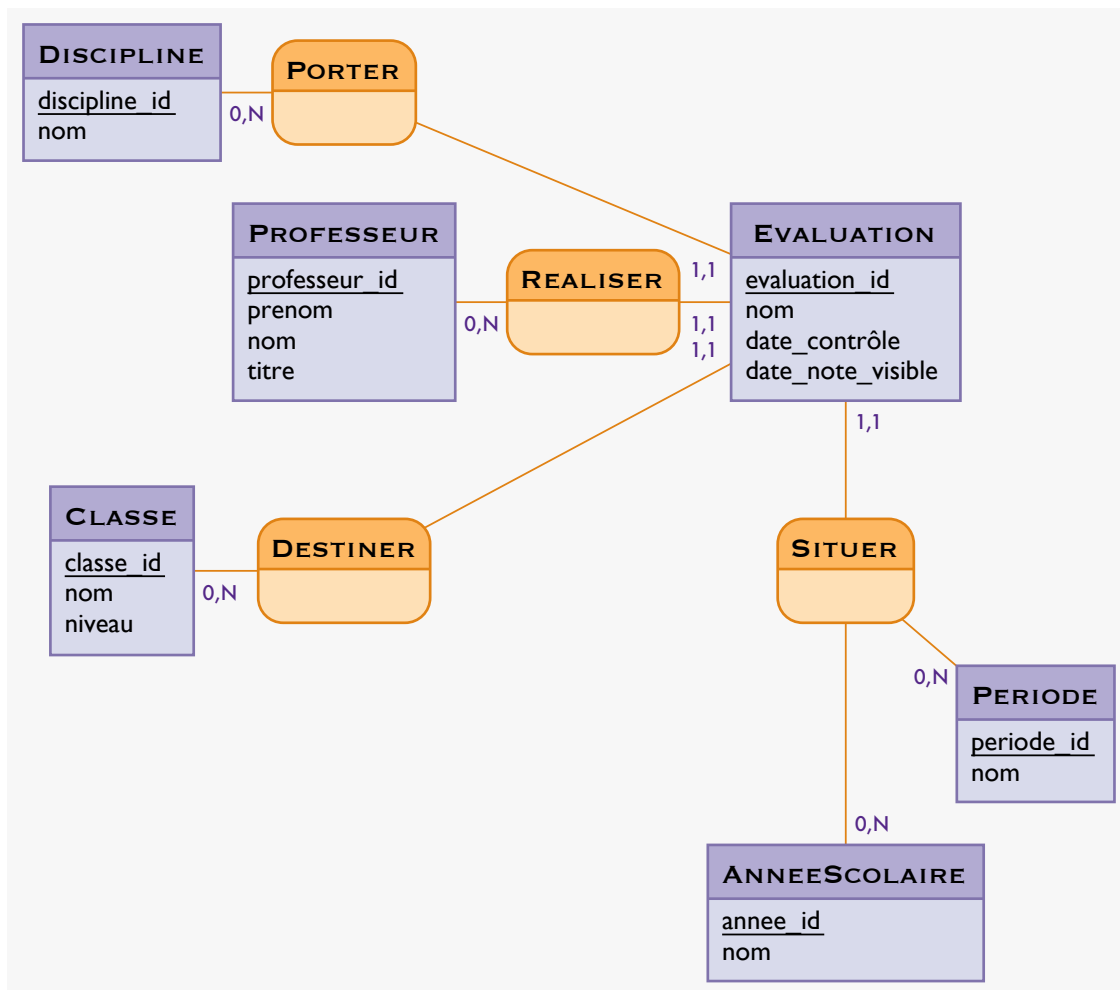 DISCIPLINE
discipline_id
nom
0,N
PORTER
PROFESSEUR
professeur_id
prenom
nom
titre
0,N
REALISER
1,1
1,1
1,1
EVALUATION
evaluation_id
nom
date_contrôle
date_note_visible
1,1
CLASSE
classe_id
nom
niveau
0,N
DESTINER
SITUER
0,N
PERIODE
periode_id
nom
0,N
ANNEESCOLAIRE
annee_id
nom